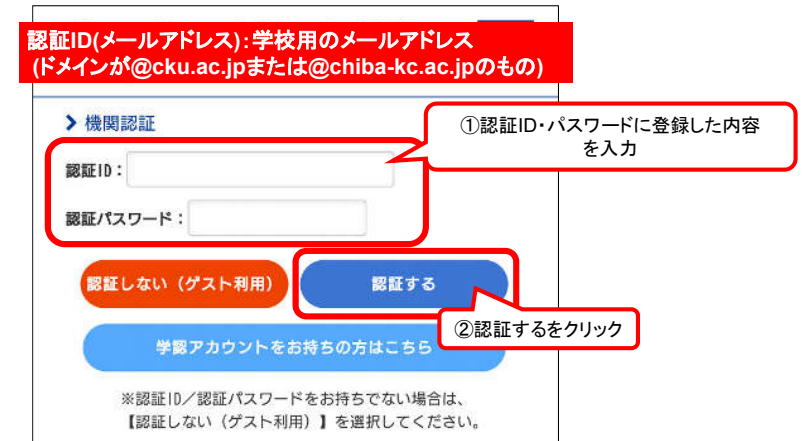 認証ID(メールアドレス):学校用のメールアドレス
(ドメインが@cku.ac.jpまたは@chiba-kc.ac.jpのもの)
機関認証
①認証ID・パスワードに登録した内容
を入力
認証ID：
認証パスワード：
認証しない（ゲスト利用）
認証する
②認証するをクリック
学認アカウントをお持ちの方はこちら
※認証ID／認証パスワードをお持ちでない場合は、
【認証しない（ゲスト利用）】を選択してください。